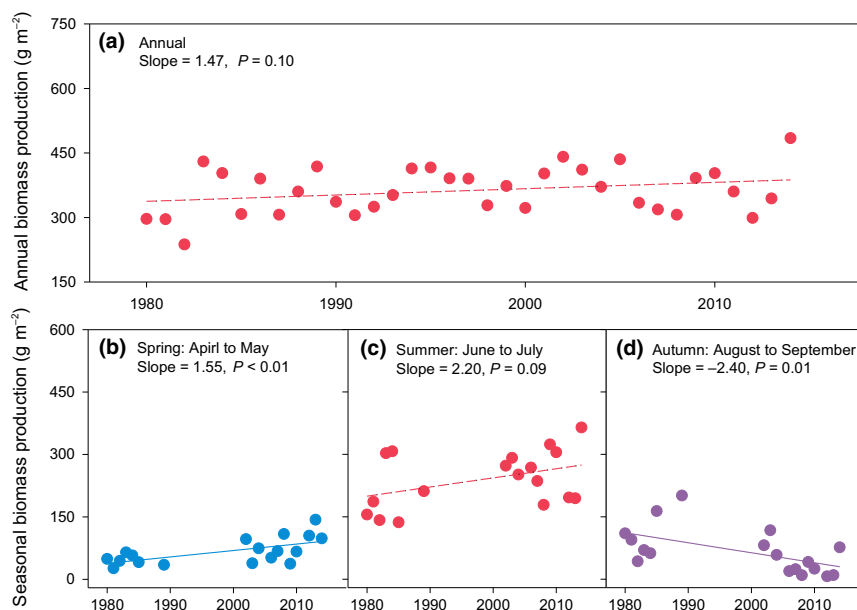 Annual biomass production (g m⁻²)
750
600
450
300
150
(a) Annual
Slope = 1.47, P = 0.10
1980 1990 2000 2010
Seasonal biomass production (g m⁻²)
600
450
300
150
0
(b) Spring: Apirl to May
Slope = 1.55, P < 0.01
1980 1990 2000 2010
(c) Summer: June to July
Slope = 2.20, P = 0.09
1980 1990 2000 2010
(d) Autumn: August to September
Slope = –2.40, P = 0.01
1980 1990 2000 2010